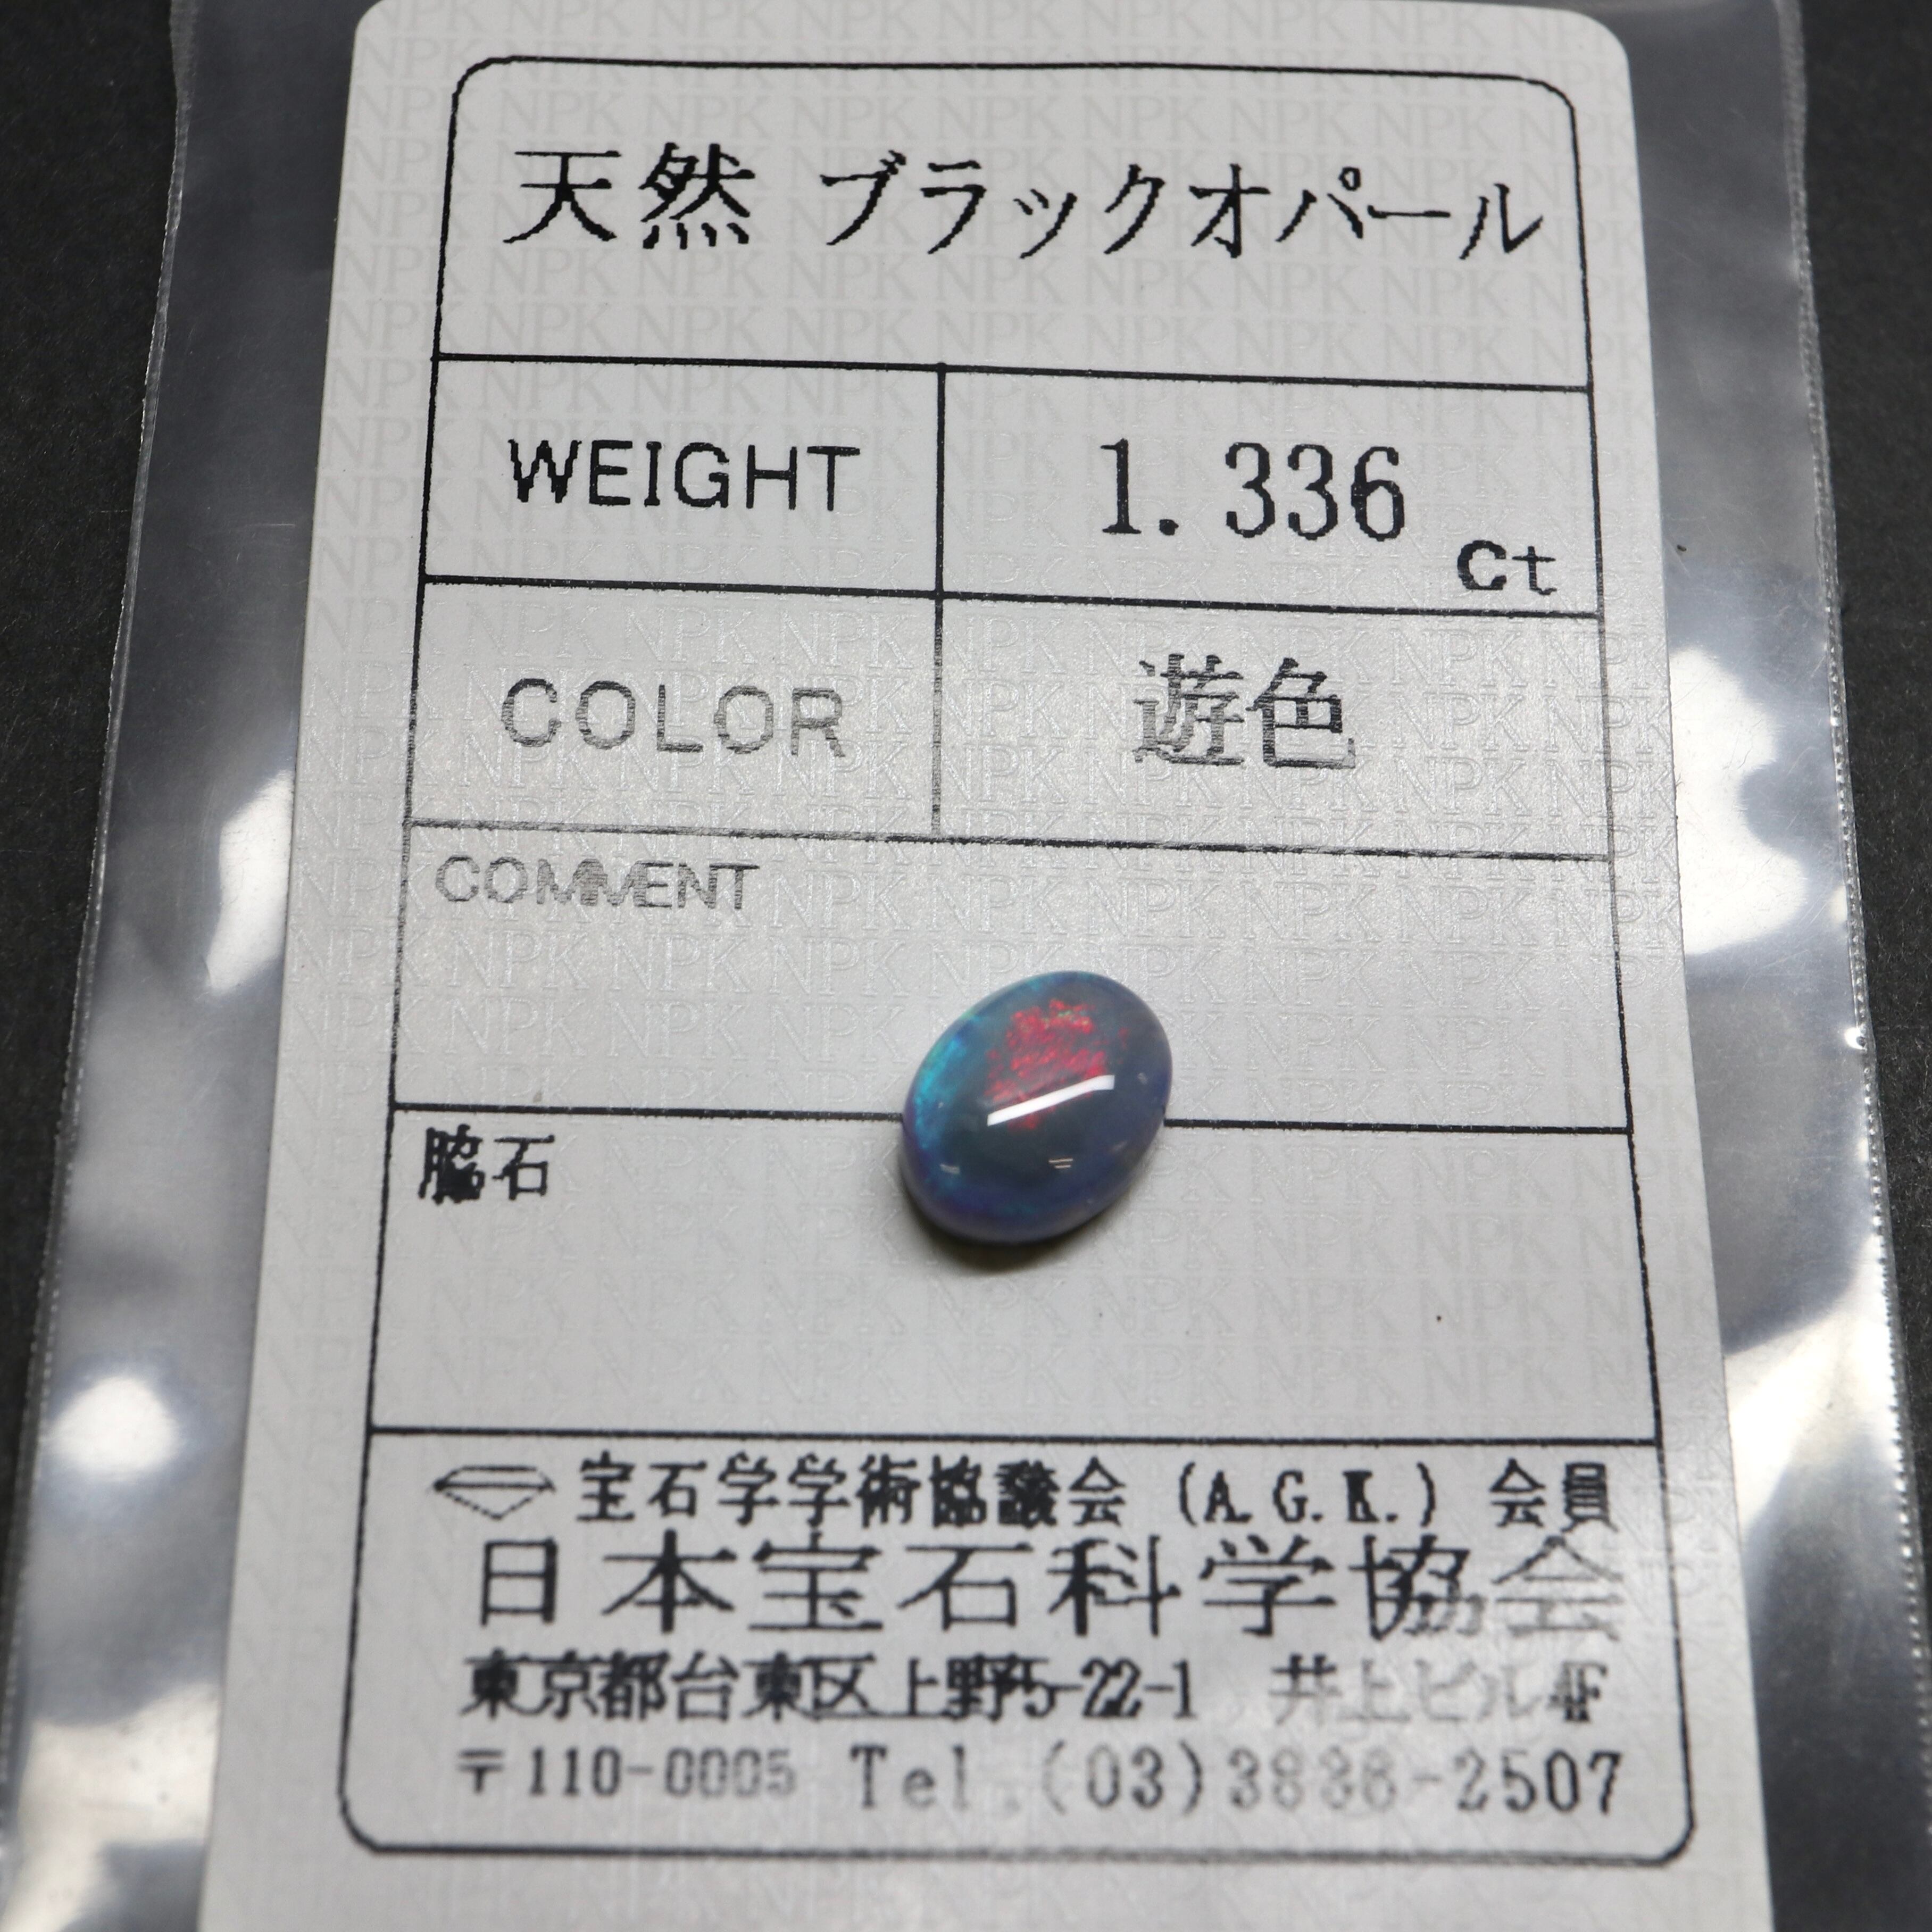 天然 ブラックオパール
WEIGHT 1.336 ct
COLOR 遊色
COMMENT
脇石
宝石学学術協議会 (A.G.K.) 会員
日本宝石科学協会
東京都台東区上野5-22-1 井上ビル4F
〒110-0005 Tel.(03)3836-2507